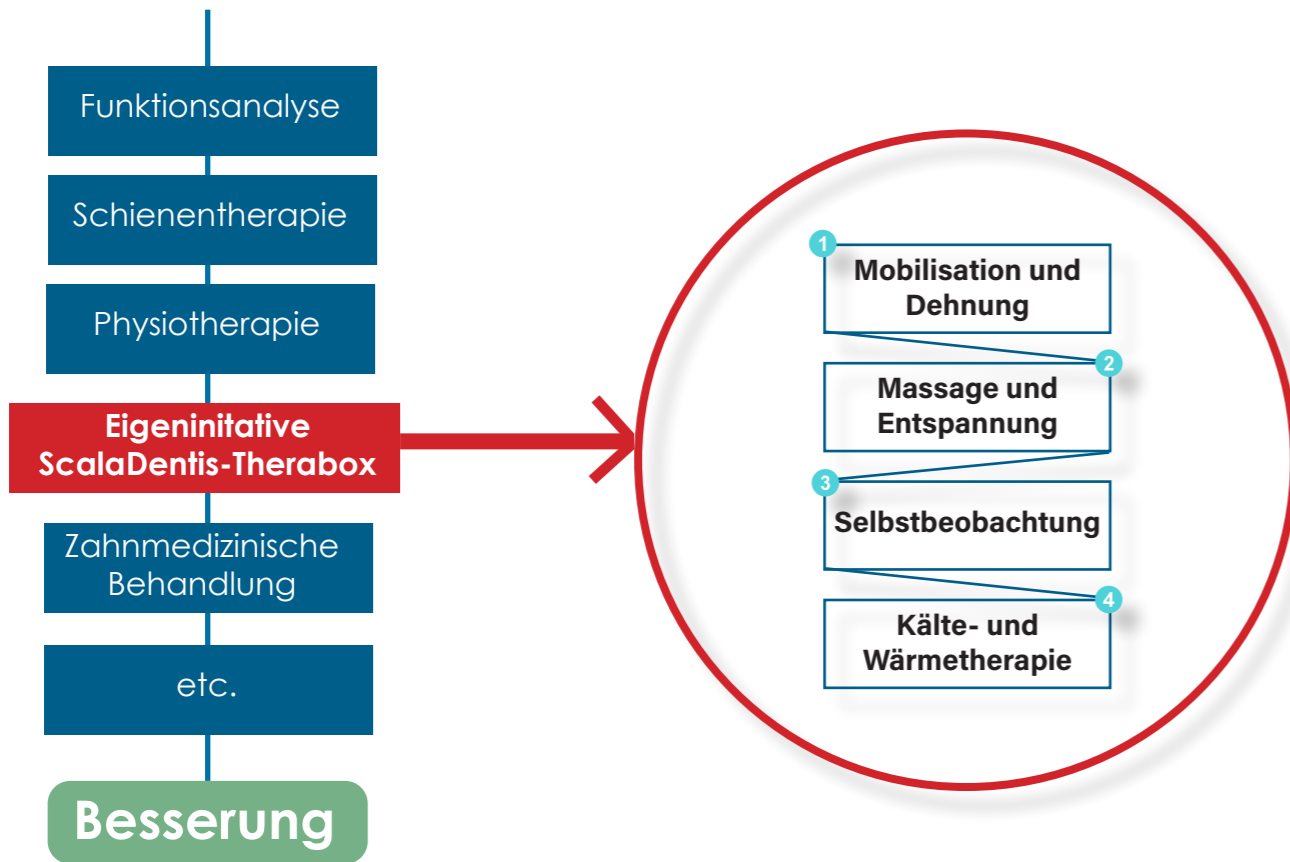 Funktionsanalyse
Schienentherapie
Physiotherapie
Eigeninitative
ScalaDentis-Therabox
Zahnmedizinische
Behandlung
etc.
Besserung
1
Mobilisation und
Dehnung
2
Massage und
Entspannung
3
Selbstbeobachtung
4
Kälte- und
Wärmetherapie